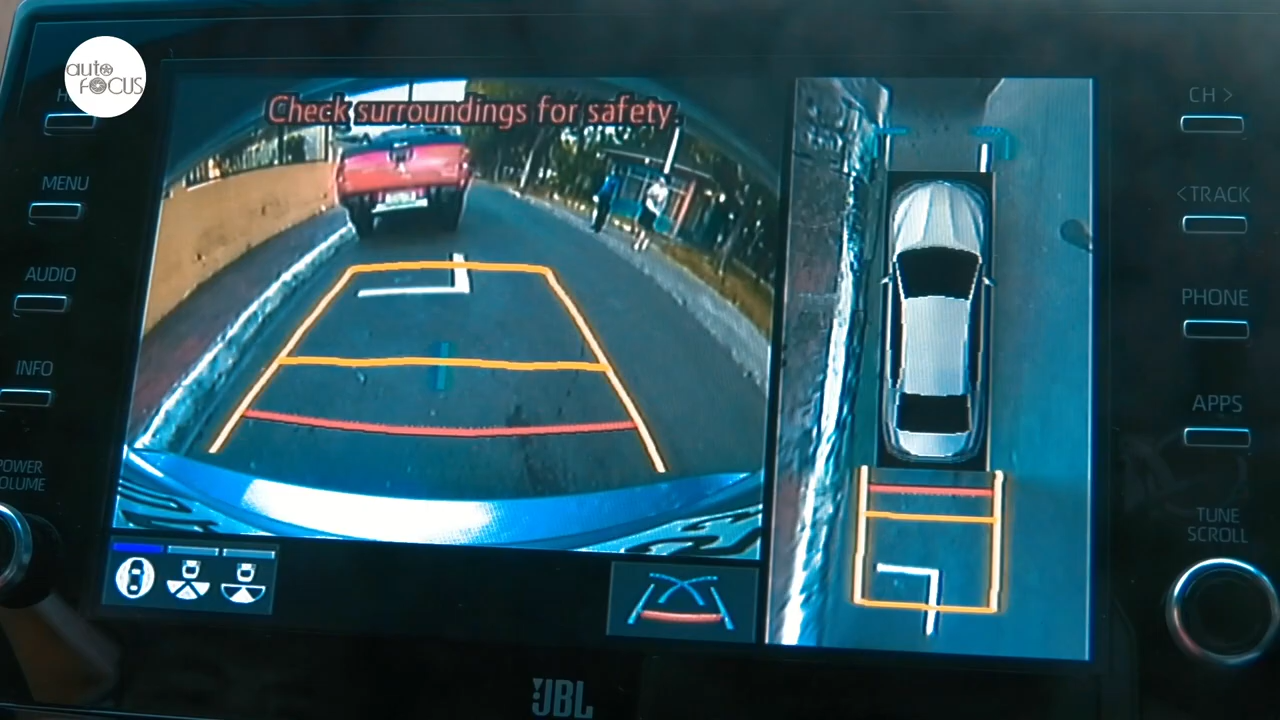 auto
FOCUS
Check surroundings for safety.
MENU
AUDIO
INFO
POWER
VOLUME
CH >
<TRACK
PHONE
APPS
TUNE
SCROLL
JBL